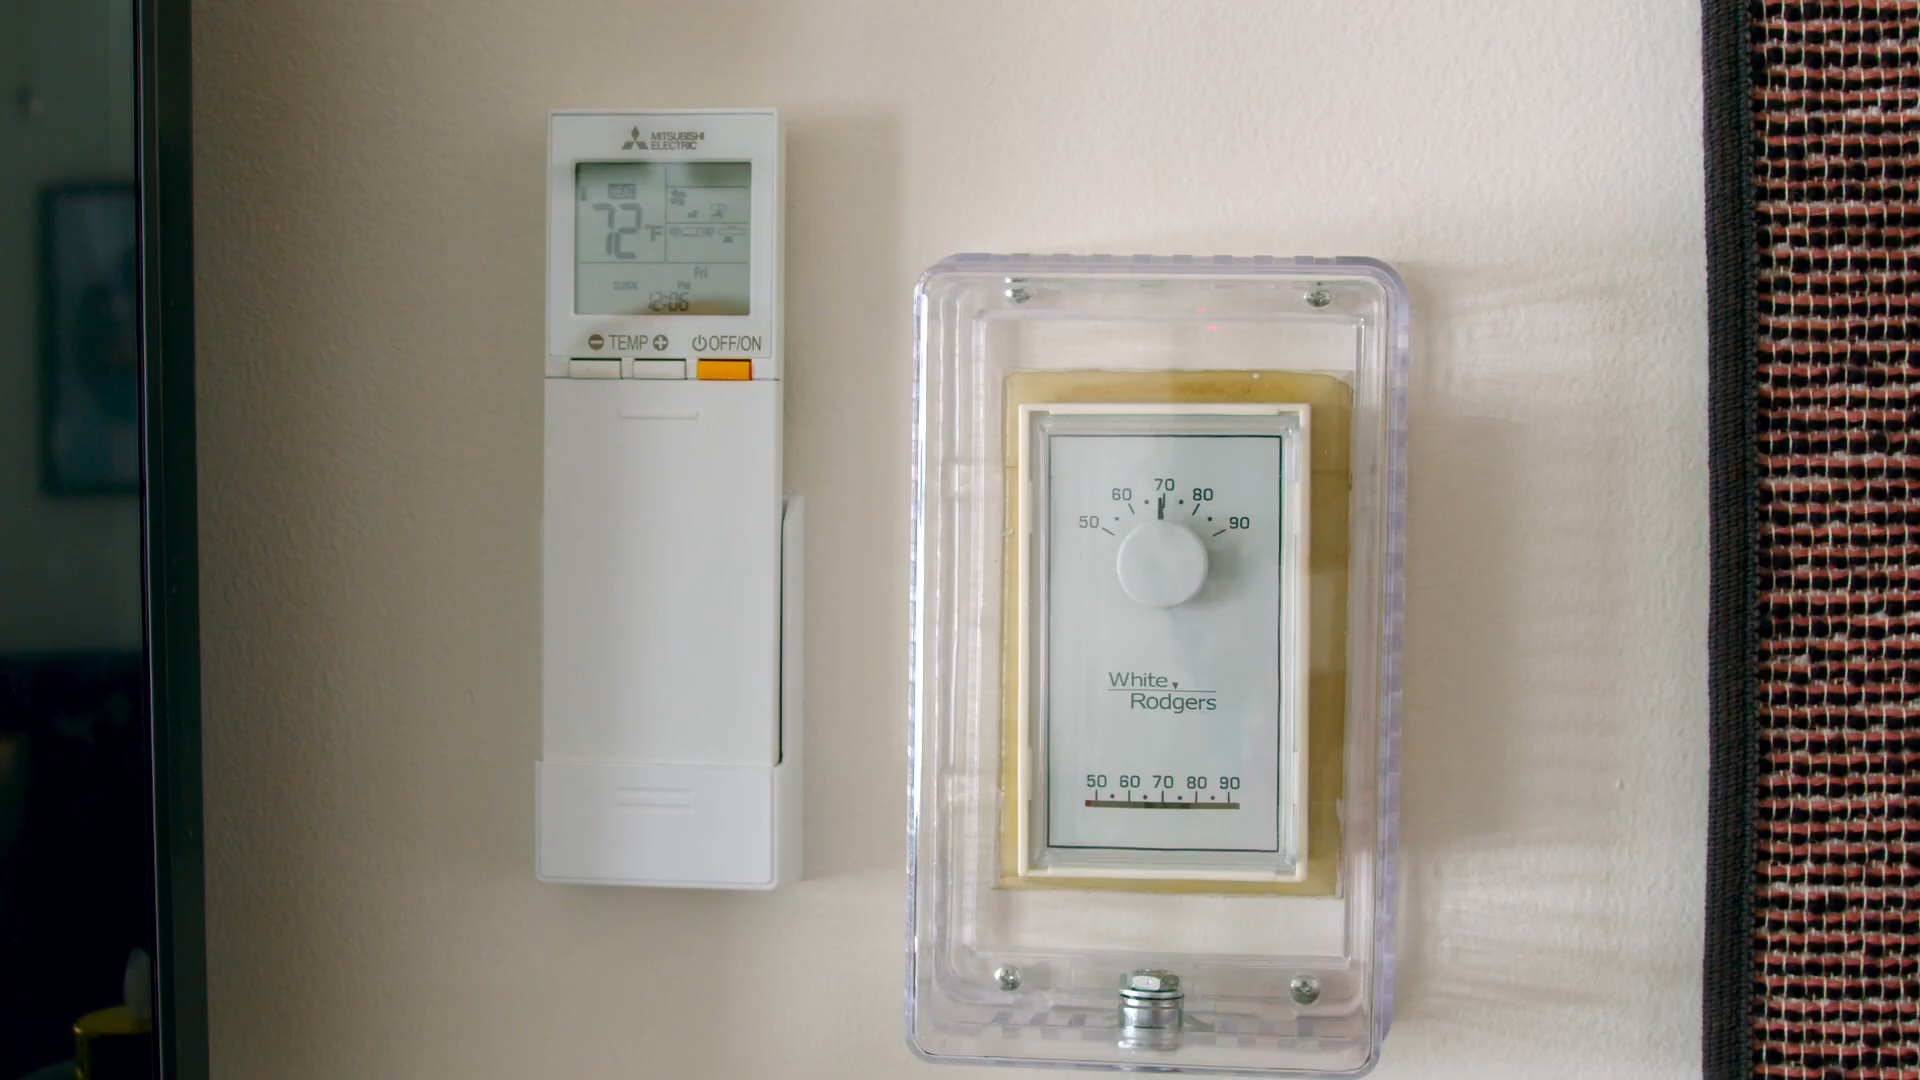 MITSUBISHI
ELECTRIC
HEAT
72 °F
Fri
CLOCK PM
12:06
TEMP OFF/ON
50 60 70 80 90
White
Rodgers
50 60 70 80 90